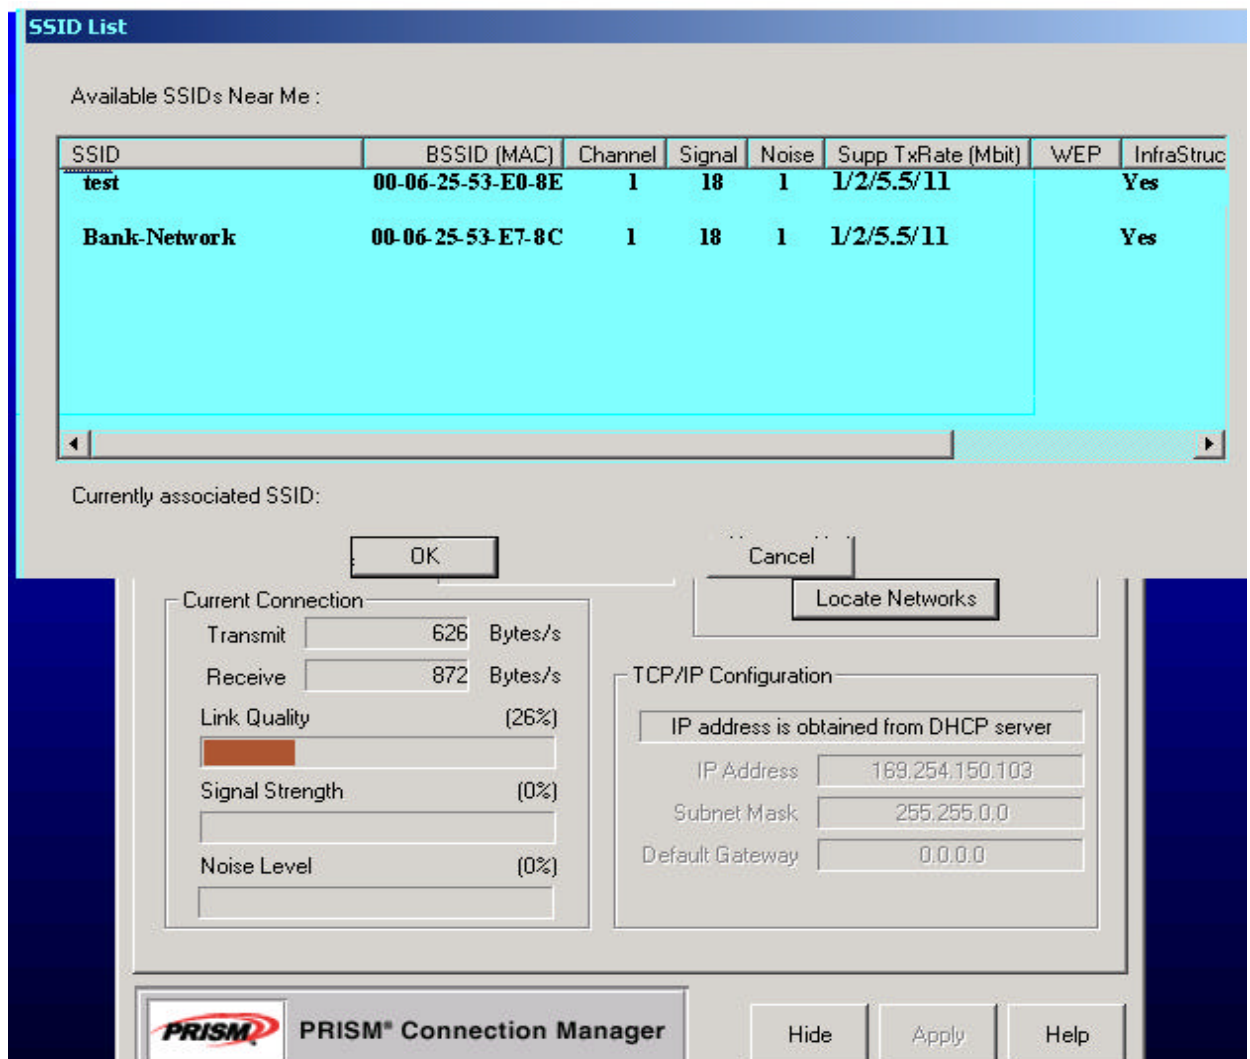 SSID List
Available SSIDs Near Me :
SSID BSSID (MAC) Channel Signal Noise Supp TxRate (Mbit) WEP InfraStruc
test 00-06-25-53-E0-8E 1 18 1 1/2/5.5/11 Yes
Bank-Network 00-06-25-53-E7-8C 1 18 1 1/2/5.5/11 Yes
Currently associated SSID:
OK Cancel
Locate Networks
Current Connection
Transmit 626 Bytes/s
Receive 872 Bytes/s
Link Quality (26%)
Signal Strength (0%)
Noise Level (0%)
TCP/IP Configuration
IP address is obtained from DHCP server
IP Address 169.254.150.103
Subnet Mask 255.255.0.0
Default Gateway 0.0.0.0
PRISM PRISM® Connection Manager
Hide Apply Help